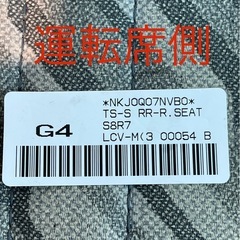 運転席側
*NKJ0Q07NVB0*
TS-S RR-R.SEAT
G4
S8R7
LCV-M(3 00054 B